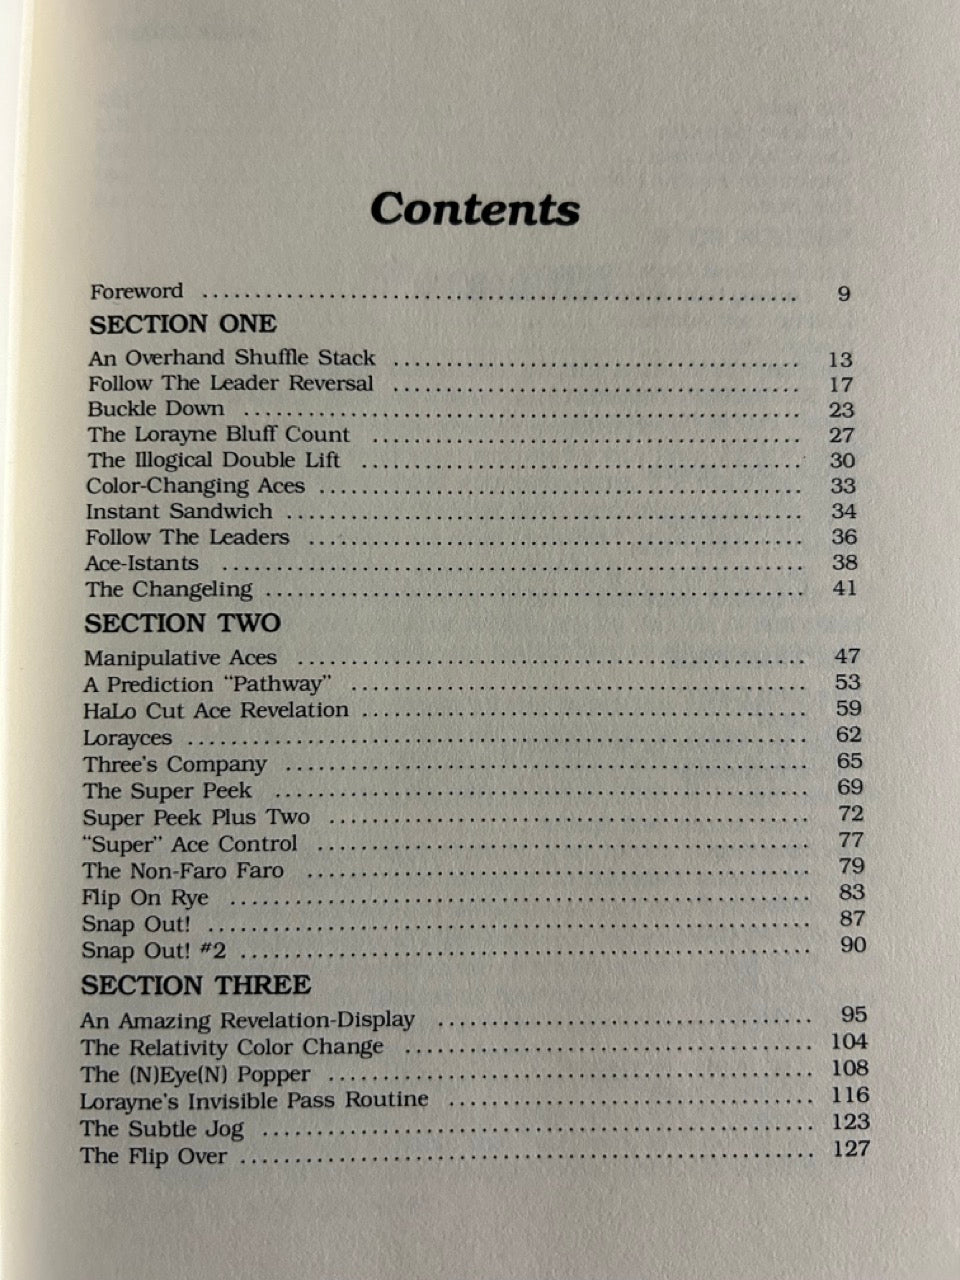 Contents
Foreword 9
SECTION ONE
An Overhand Shuffle Stack 13
Follow The Leader Reversal 17
Buckle Down 23
The Lorayne Bluff Count 27
The Illogical Double Lift 30
Color-Changing Aces 33
Instant Sandwich 34
Follow The Leaders 36
Ace-Istants 38
The Changeling 41
SECTION TWO
Manipulative Aces 47
A Prediction "Pathway" 53
HaLo Cut Ace Revelation 59
Lorayces 62
Three's Company 65
The Super Peek 69
Super Peek Plus Two 72
"Super" Ace Control 77
The Non-Faro Faro 79
Flip On Rye 83
Snap Out! 87
Snap Out! #2 90
SECTION THREE
An Amazing Revelation-Display 95
The Relativity Color Change 104
The (N)Eye(N) Popper 108
Lorayne's Invisible Pass Routine 116
The Subtle Jog 123
The Flip Over 127